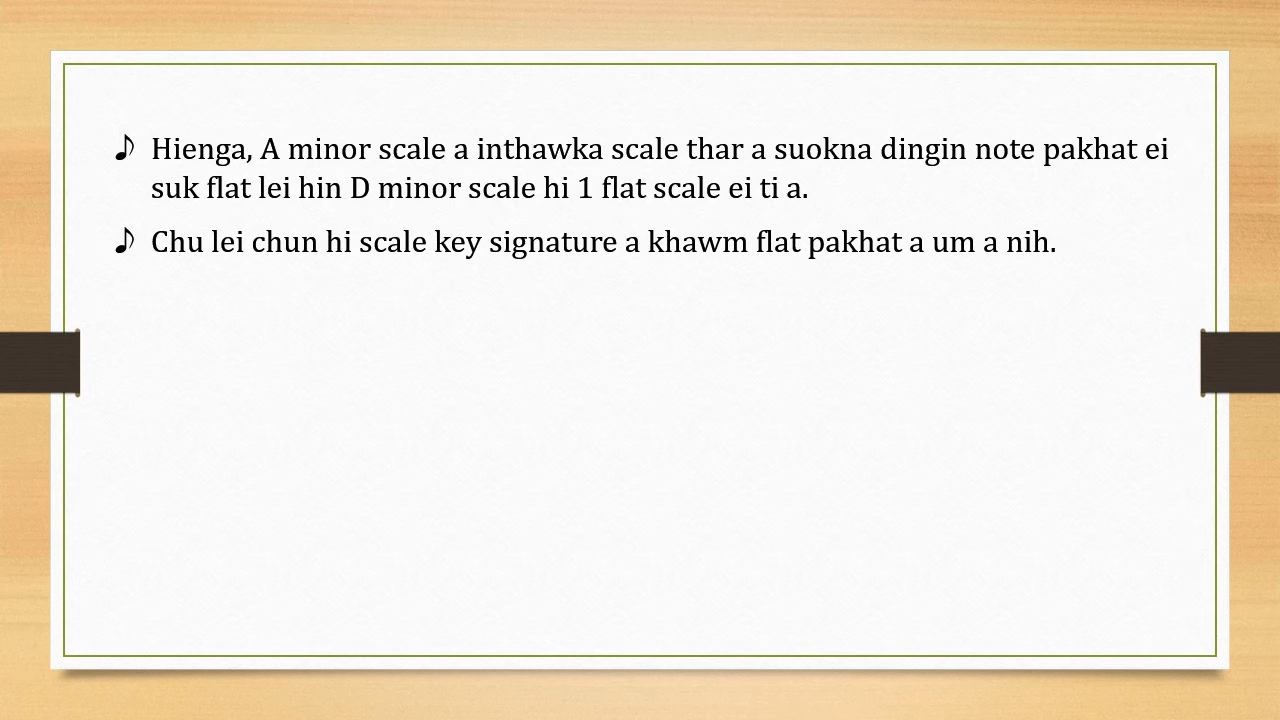 ♪ Hienga, A minor scale a inthawka scale thar a suokna dingin note pakhat ei
suk flat lei hin D minor scale hi 1 flat scale ei ti a.
♪ Chu lei chun hi scale key signature a khawm flat pakhat a um a nih.